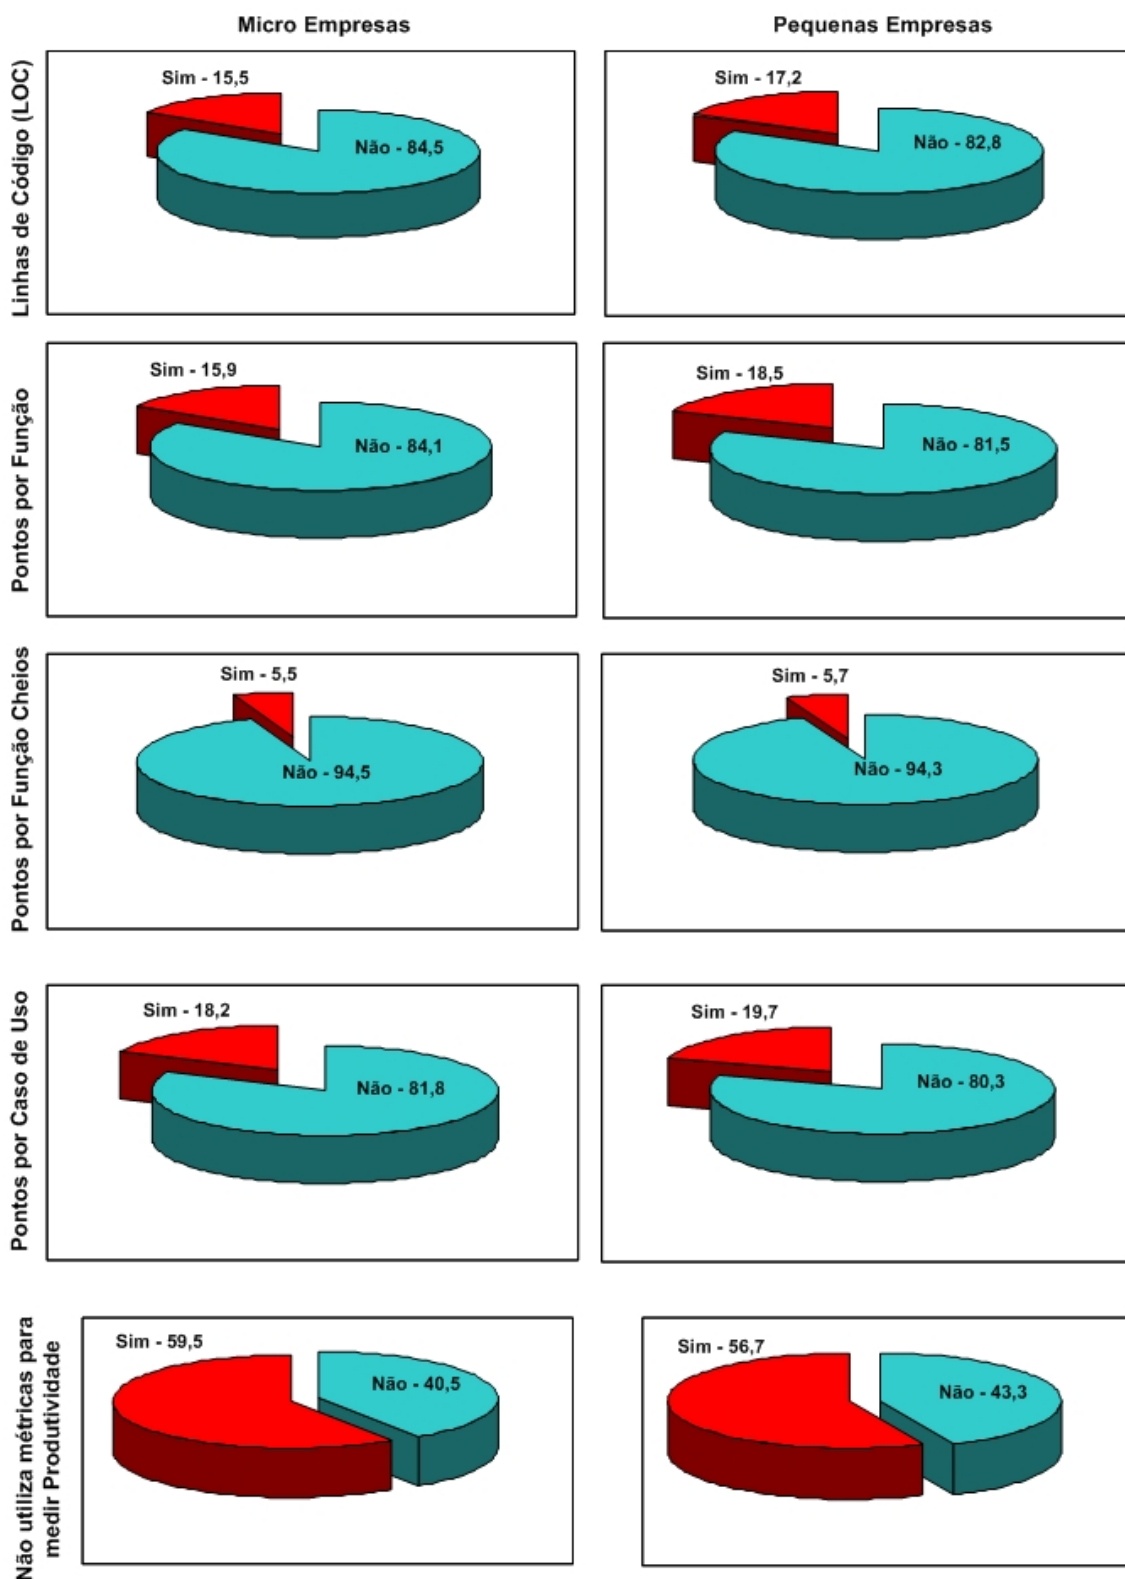 Micro Empresas
Pequenas Empresas
Linhas de Código (LOC)
Sim - 15,5
Não - 84,5
Sim - 17,2
Não - 82,8
Pontos por Função
Sim - 15,9
Não - 84,1
Sim - 18,5
Não - 81,5
Pontos por Função Cheios
Sim - 5,5
Não - 94,5
Sim - 5,7
Não - 94,3
Pontos por Caso de Uso
Sim - 18,2
Não - 81,8
Sim - 19,7
Não - 80,3
Não utiliza métricas para
medir Produtividade
Sim - 59,5
Não - 40,5
Sim - 56,7
Não - 43,3